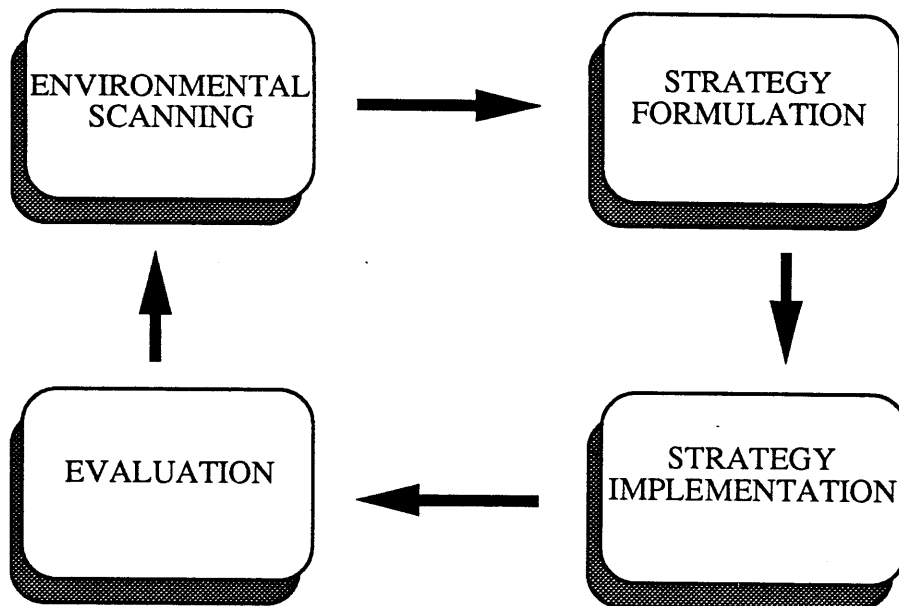 ENVIRONMENTAL
SCANNING
STRATEGY
FORMULATION
EVALUATION
STRATEGY
IMPLEMENTATION